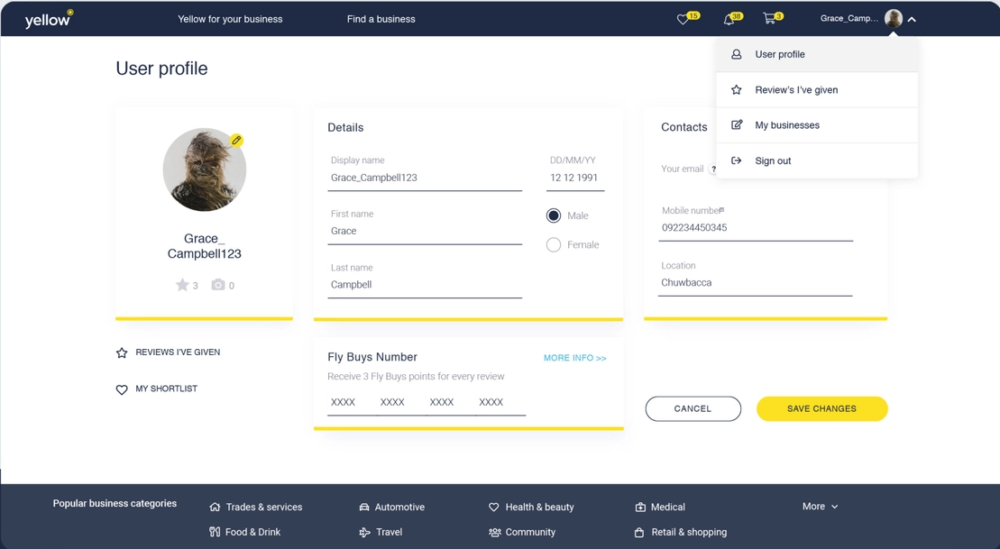 yellow
Yellow for your business
Find a business
15
38
3
Grace_Camp...
User profile
Review's I've given
My businesses
Sign out
User profile
Grace_
Campbell123
3
0
REVIEWS I'VE GIVEN
MY SHORTLIST
Details
Display name
Grace_Campbell123
DD/MM/YY
12 12 1991
First name
Grace
Male
Female
Last name
Campbell
Contacts
Your email ?
Mobile number
092234450345
Location
Chuwbacca
Fly Buys Number
MORE INFO >>
Receive 3 Fly Buys points for every review
XXXX XXXX XXXX XXXX
CANCEL
SAVE CHANGES
Popular business categories
Trades & services
Automotive
Health & beauty
Medical
More
Food & Drink
Travel
Community
Retail & shopping